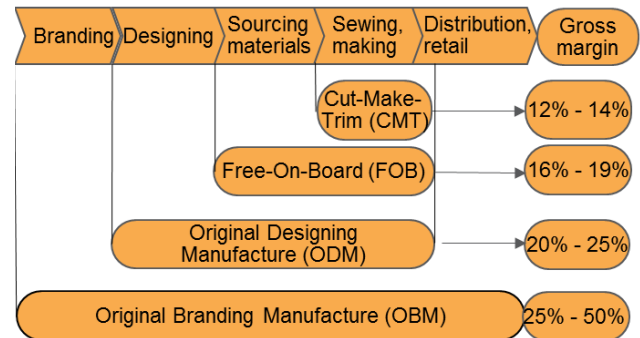 Branding
Designing
Sourcing
materials
Sewing,
making
Distribution,
retail
Gross
margin
Cut-Make-
Trim (CMT)
12% - 14%
Free-On-Board (FOB)
16% - 19%
Original Designing
Manufacture (ODM)
20% - 25%
Original Branding Manufacture (OBM)
25% - 50%